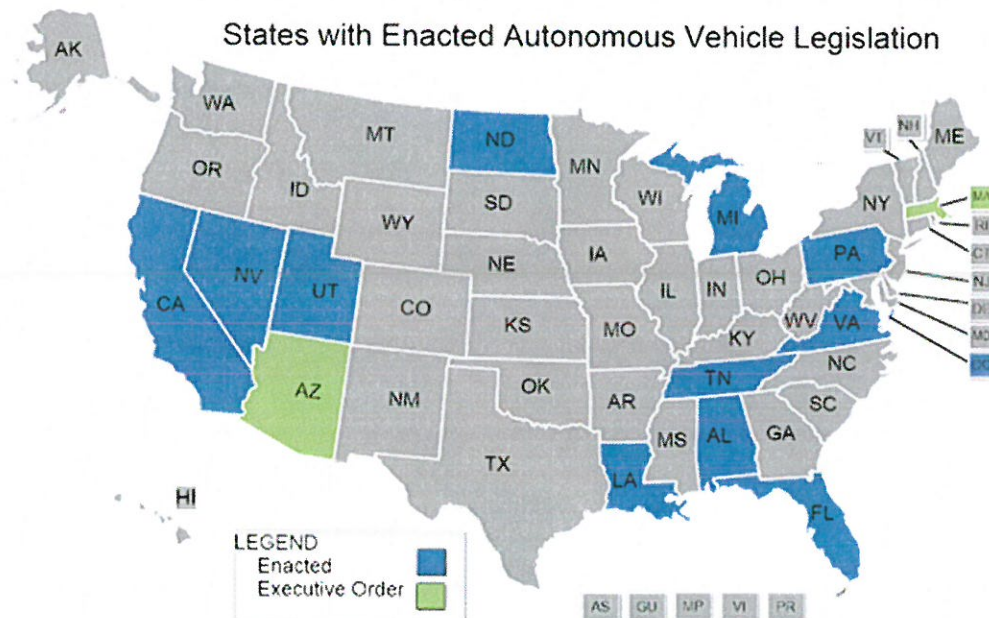 States with Enacted Autonomous Vehicle Legislation
AK
WA
MT
ND
MN
VT
NH
ME
OR
ID
SD
WI
MI
NY
MA
WY
RI
IA
PA
CT
NE
OH
NJ
NV
UT
IL
IN
DE
CA
CO
WV
VA
MD
KS
MO
KY
DC
TN
NC
AZ
OK
NM
AR
SC
MS
AL
GA
TX
LA
HI
FL
LEGEND
Enacted
Executive Order
AS
GU
MP
VI
PR